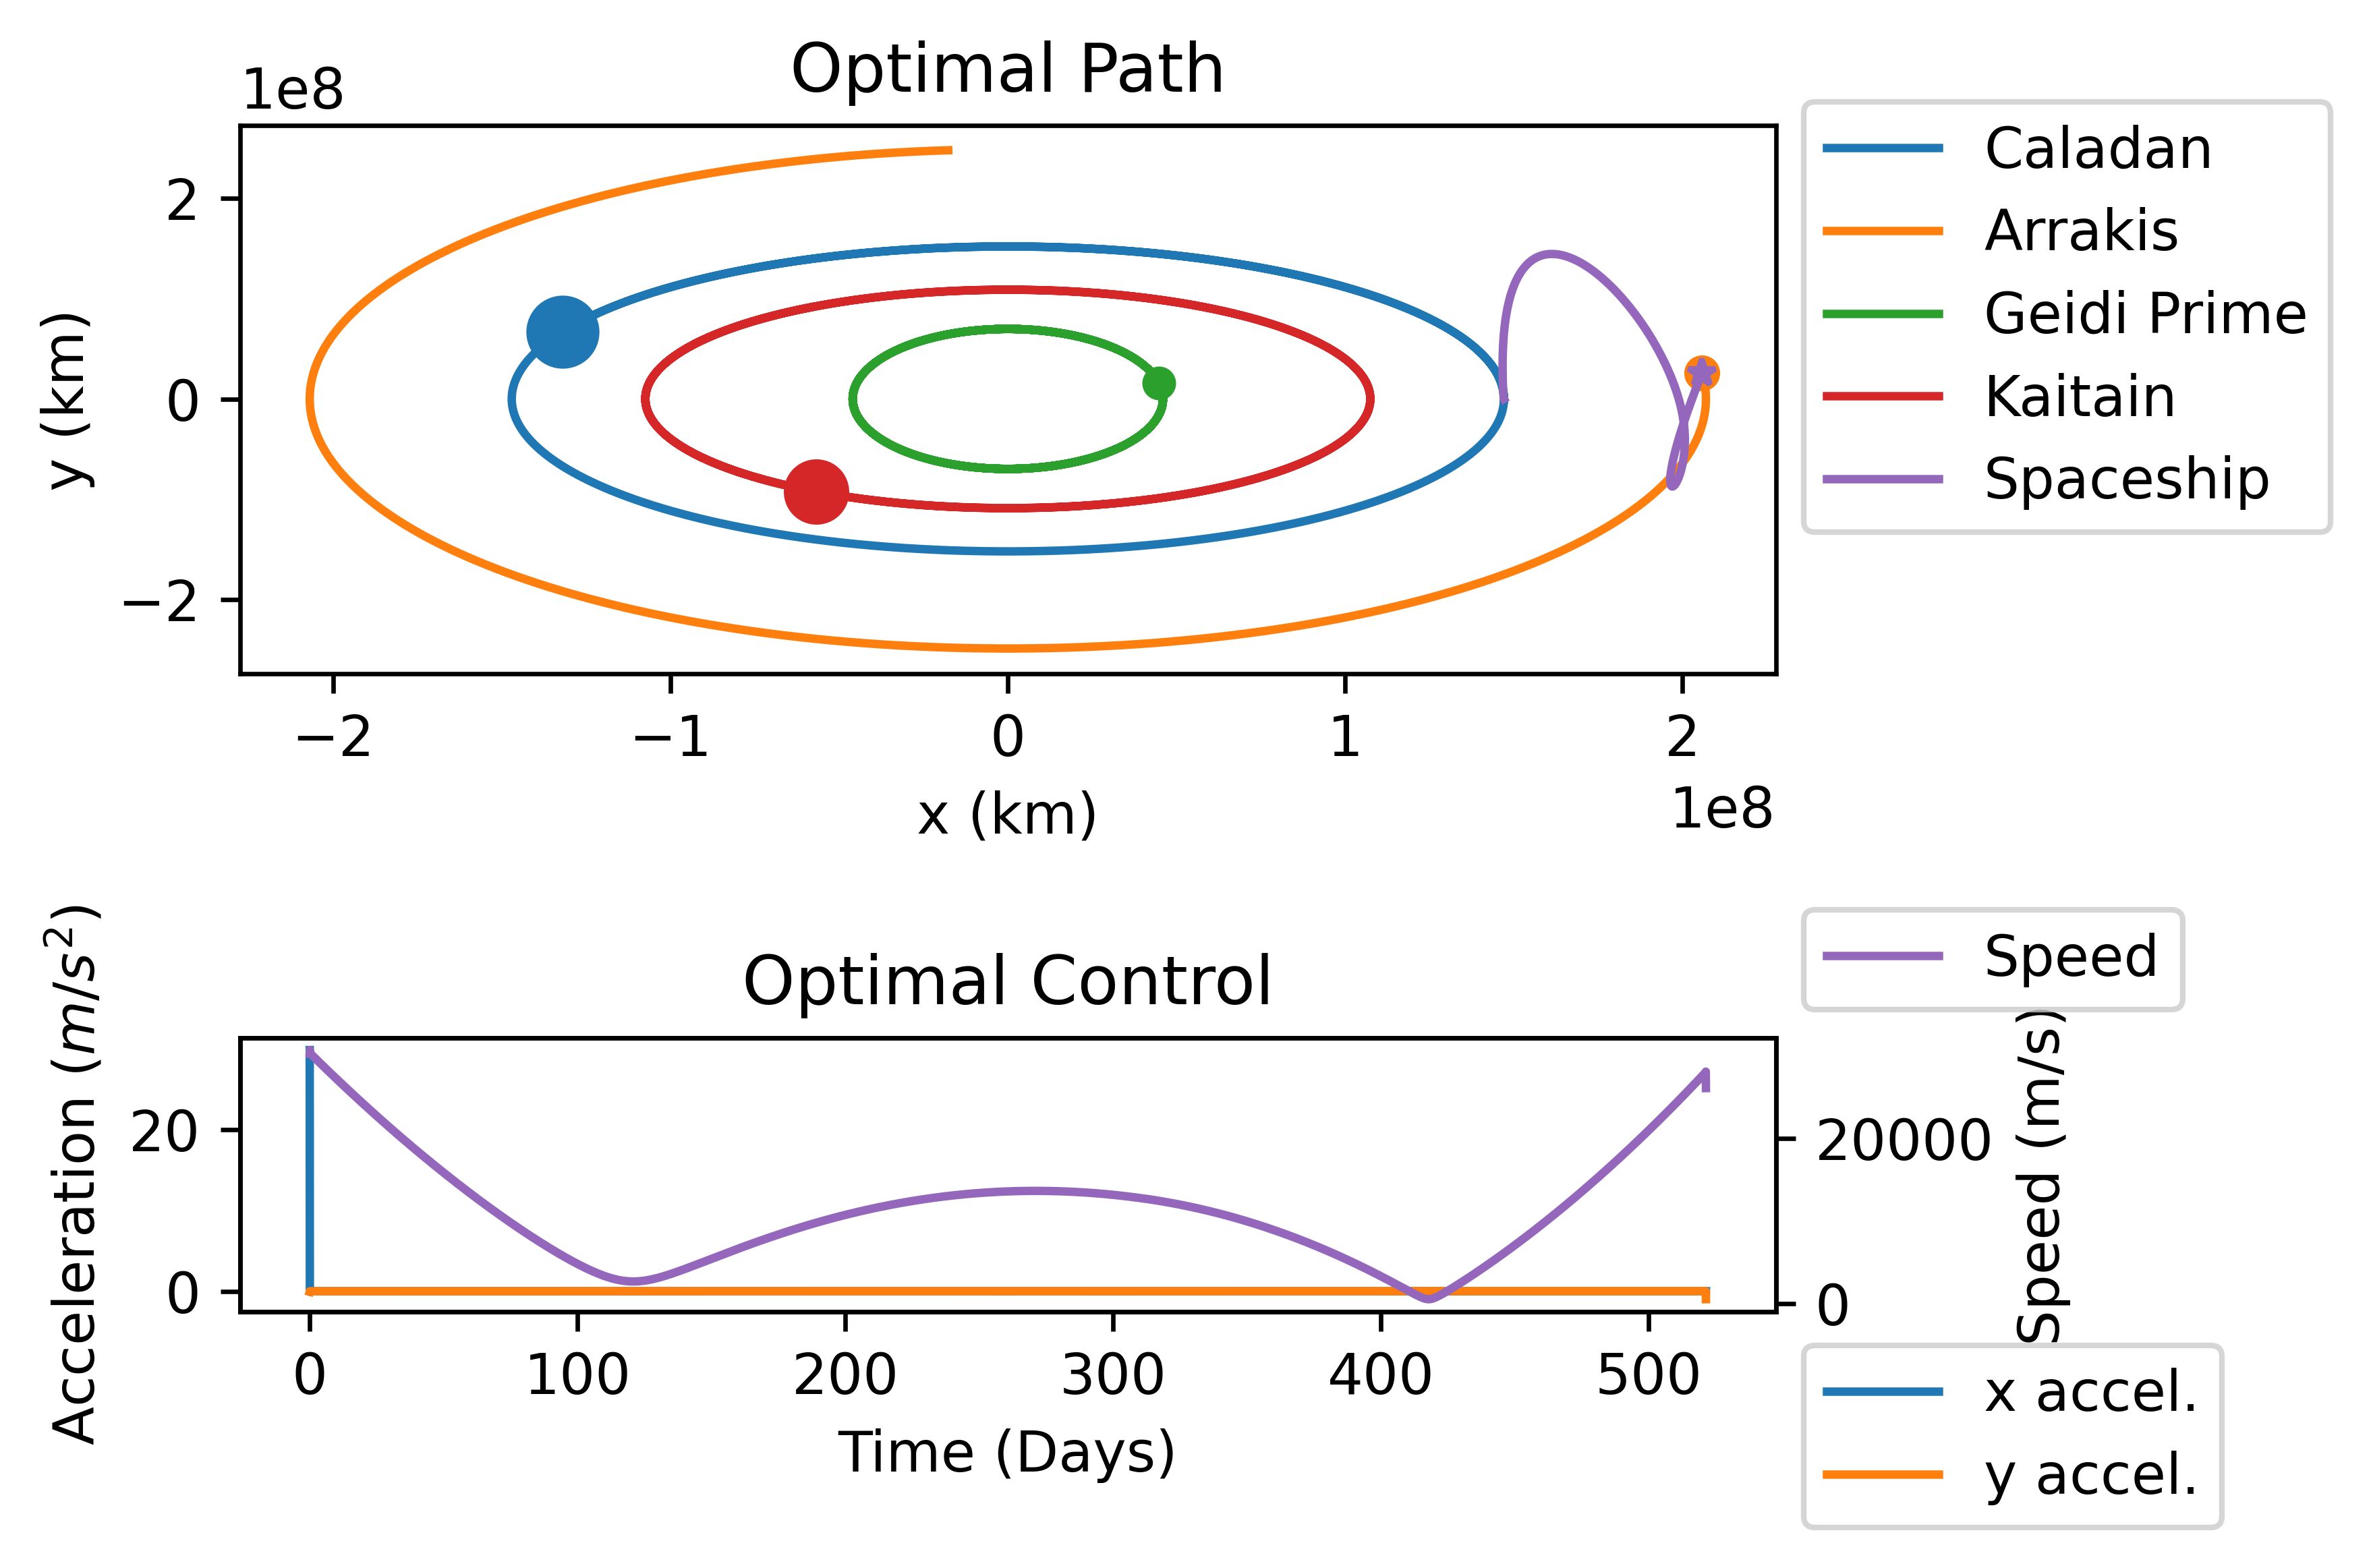 Optimal Path
1e8
y (km)
2
0
−2
−2
−1
0
1
2
1e8
x (km)
Caladan
Arrakis
Geidi Prime
Kaitain
Spaceship
Optimal Control
Acceleration (m/s²)
20
0
0
100
200
300
400
500
Time (Days)
20000
0
Speed (m/s)
Speed
x accel.
y accel.